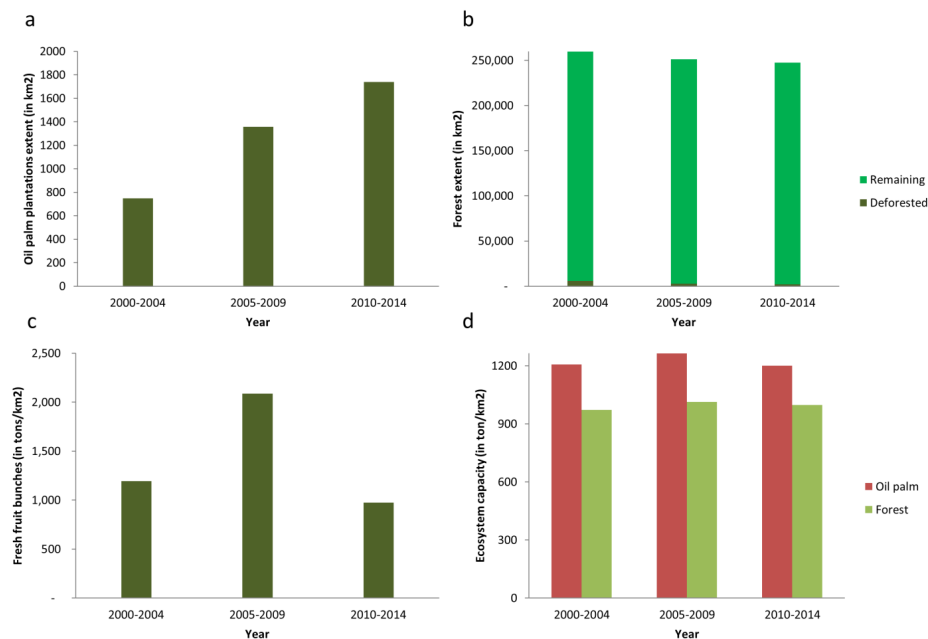 a
Oil palm plantations extent (in km2)
2000
1800
1600
1400
1200
1000
800
600
400
200
0
2000-2004
2005-2009
2010-2014
Year
b
Forest extent (in km2)
250,000
200,000
150,000
100,000
50,000
-
2000-2004
2005-2009
2010-2014
Year
Remaining
Deforested
c
Fresh fruit bunches (in tons/km2)
2,500
2,000
1,500
1,000
500
-
2000-2004
2005-2009
2010-2014
Year
d
Ecosystem capacity (in ton/km2)
1200
900
600
300
0
2000-2004
2005-2009
2010-2014
Year
Oil palm
Forest